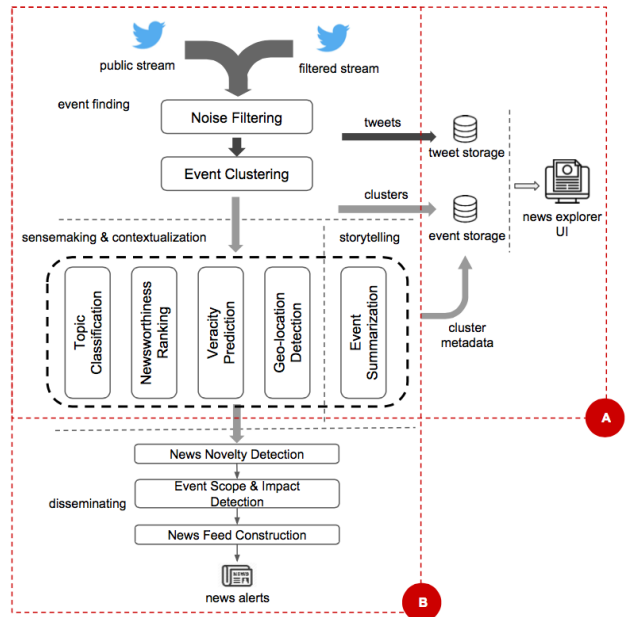 public stream
filtered stream
event finding
Noise Filtering
tweets
tweet storage
Event Clustering
clusters
event storage
news explorer
UI
sensemaking & contextualization
storytelling
Topic
Classification
Newsworthiness
Ranking
Veracity
Prediction
Geo-location
Detection
Event
Summarization
cluster
metadata
A
News Novelty Detection
disseminating
Event Scope & Impact
Detection
News Feed Construction
NEWS
news alerts
B